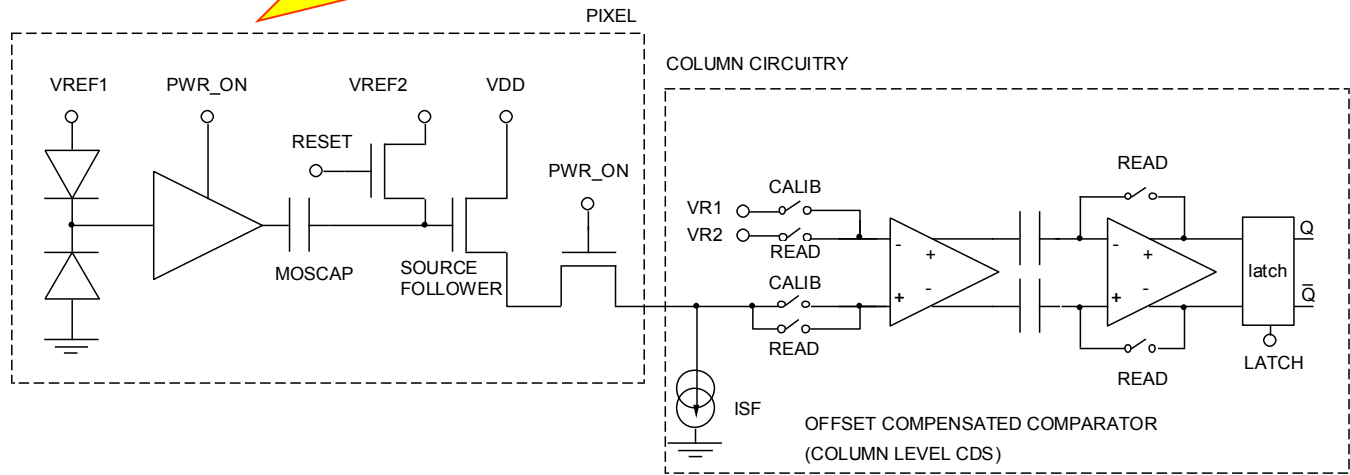 PIXEL
VREF1
PWR_ON
VREF2
VDD
RESET
PWR_ON
MOSCAP
SOURCE
FOLLOWER
COLUMN CIRCUITRY
VR1
CALIB
VR2
READ
CALIB
READ
- +
+ -
READ
- +
+ -
READ
latch
Q
Q̅
LATCH
ISF
OFFSET COMPENSATED COMPARATOR
(COLUMN LEVEL CDS)